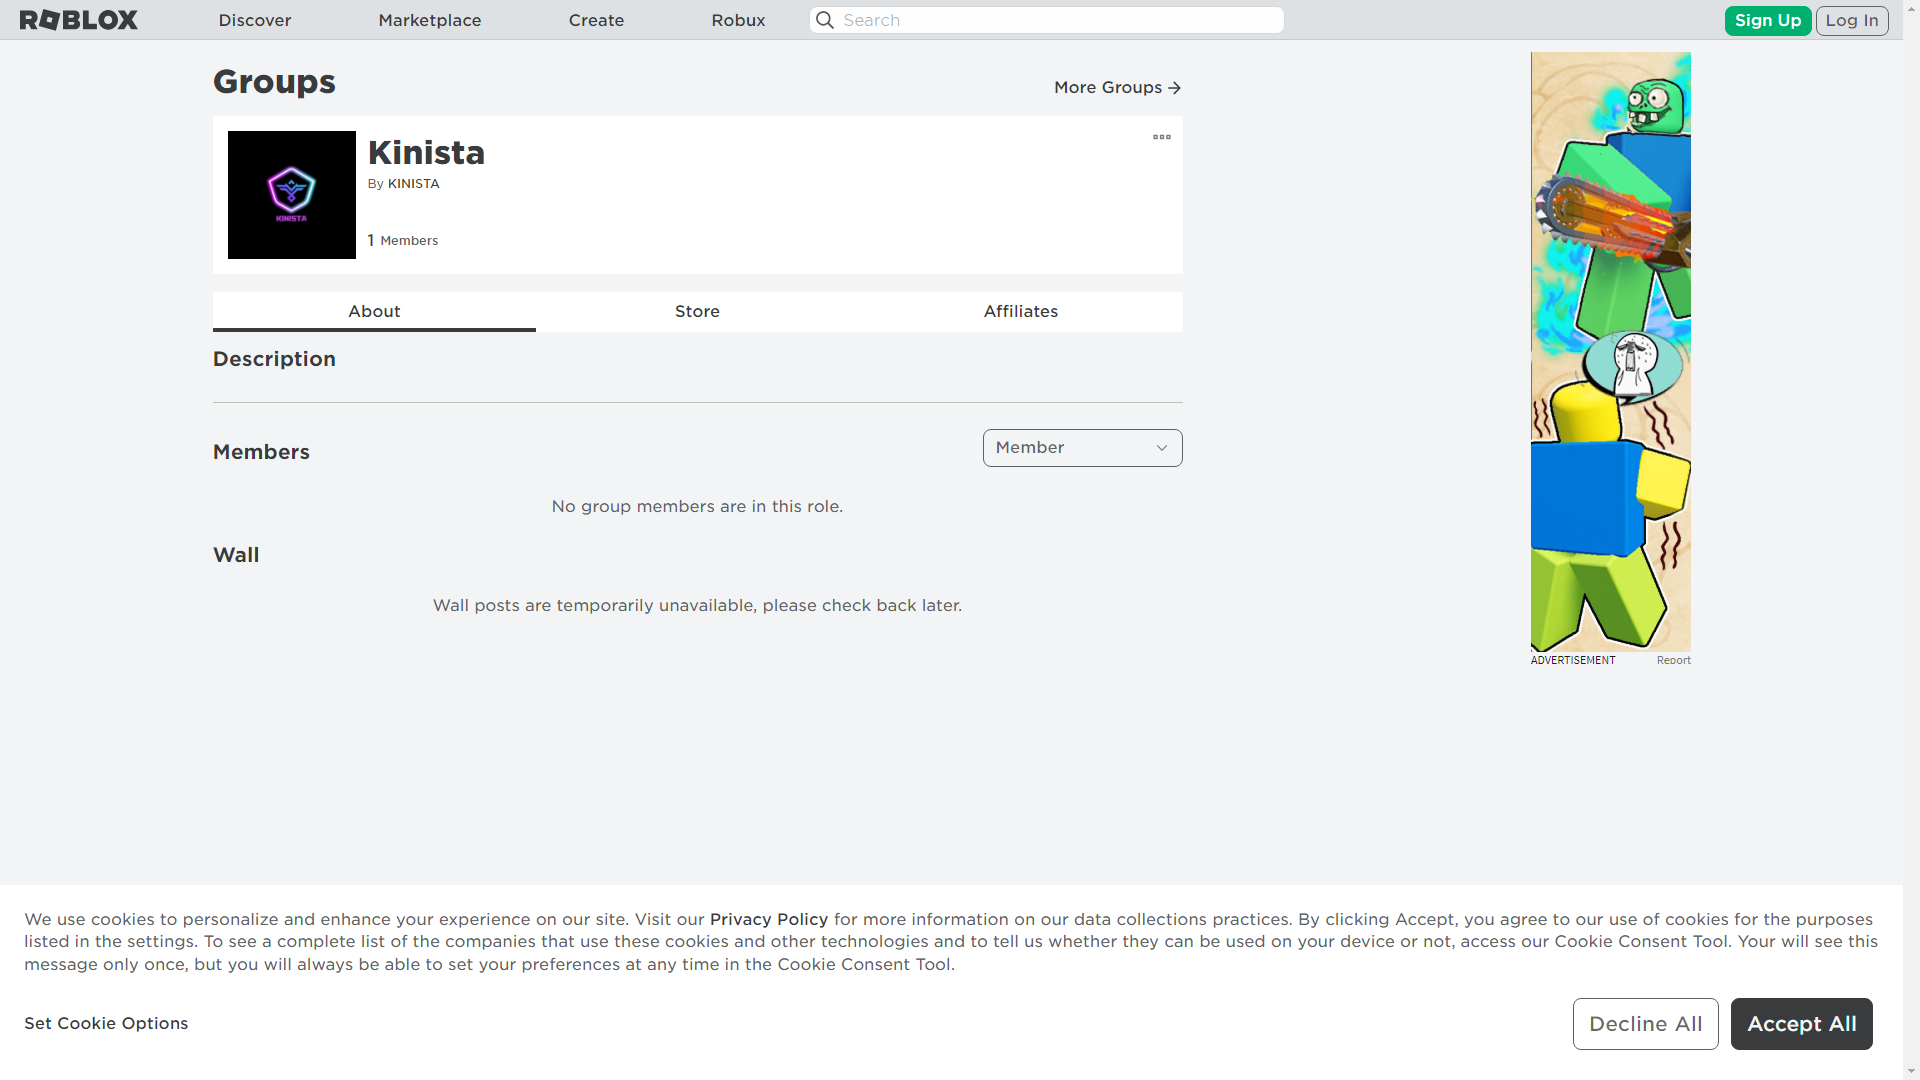 ROBLOX
Discover
Marketplace
Create
Robux
Search
Sign Up
Log In
Groups
More Groups
KINISTA
Kinista
By KINISTA
1 Members
About
Store
Affiliates
Description
Members
Member
No group members are in this role.
Wall
Wall posts are temporarily unavailable, please check back later.
ADVERTISEMENT
Report
We use cookies to personalize and enhance your experience on our site. Visit our Privacy Policy for more information on our data collections practices. By clicking Accept, you agree to our use of cookies for the purposes
listed in the settings. To see a complete list of the companies that use these cookies and other technologies and to tell us whether they can be used on your device or not, access our Cookie Consent Tool. Your will see this
message only once, but you will always be able to set your preferences at any time in the Cookie Consent Tool.
Set Cookie Options
Decline All
Accept All